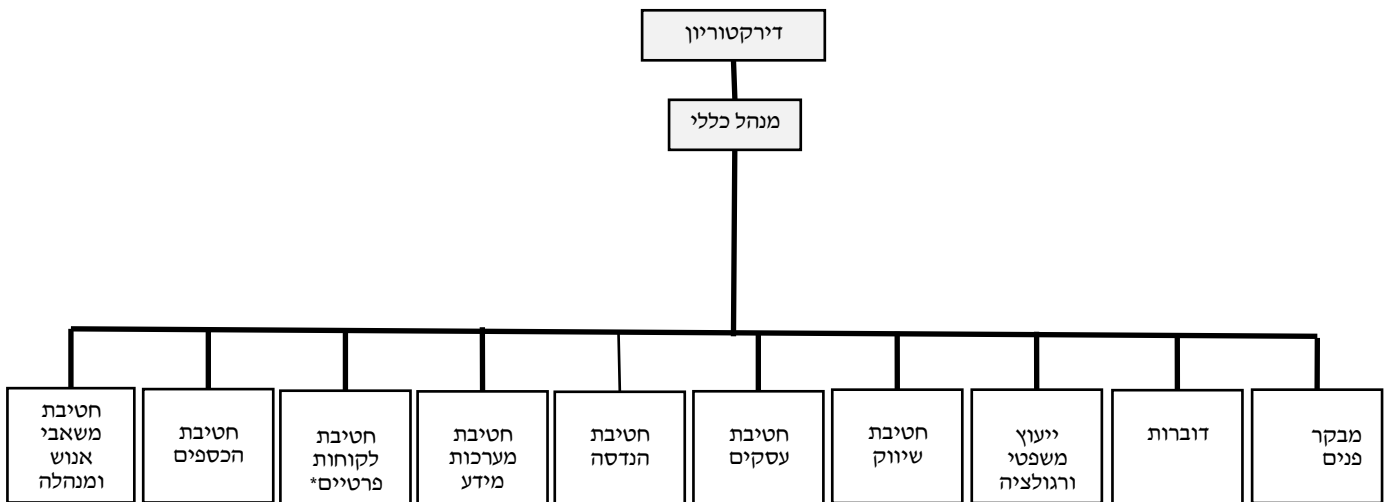 דירקטוריון
מנהל כללי
מבקר
פנים
דוברות
ייעוץ
משפטי
ורגולציה
חטיבת
שיווק
חטיבת
עסקים
חטיבת
הנדסה
חטיבת
מערכות
מידע
חטיבת
לקוחות
פרטיים*
חטיבת
הכספים
חטיבת
משאבי
אנוש
ומנהלה